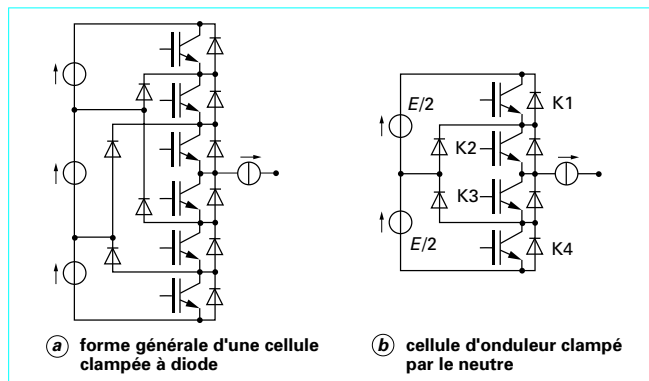 E/2
K1
K2
K3
E/2
K4
a forme générale d'une cellule
clampée à diode
b cellule d'onduleur clampé
par le neutre